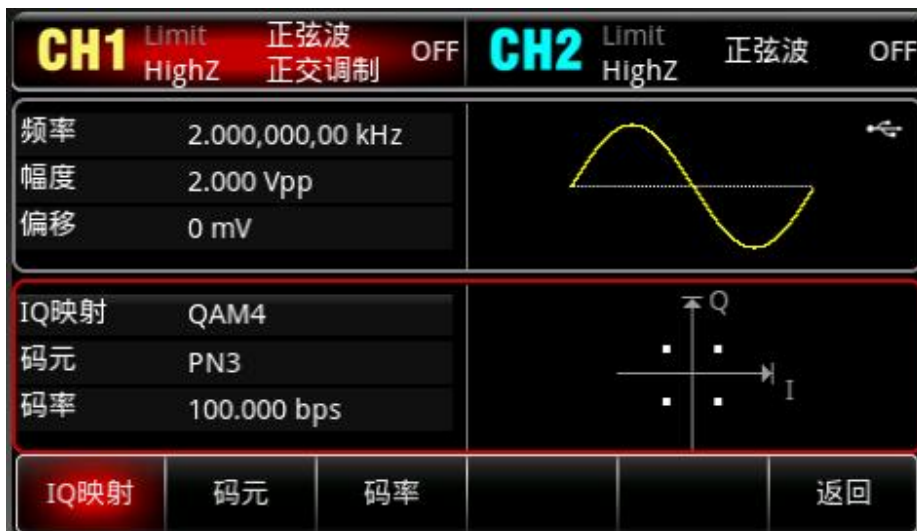 CH1 Limit 正弦波 OFF CH2 Limit 正弦波 OFF
HighZ 正交调制 HighZ
频率 2.000,000,00 kHz
幅度 2.000 Vpp
偏移 0 mV
IQ映射 QAM4 Q
码元 PN3
I
码率 100.000 bps
IQ映射 码元 码率 返回